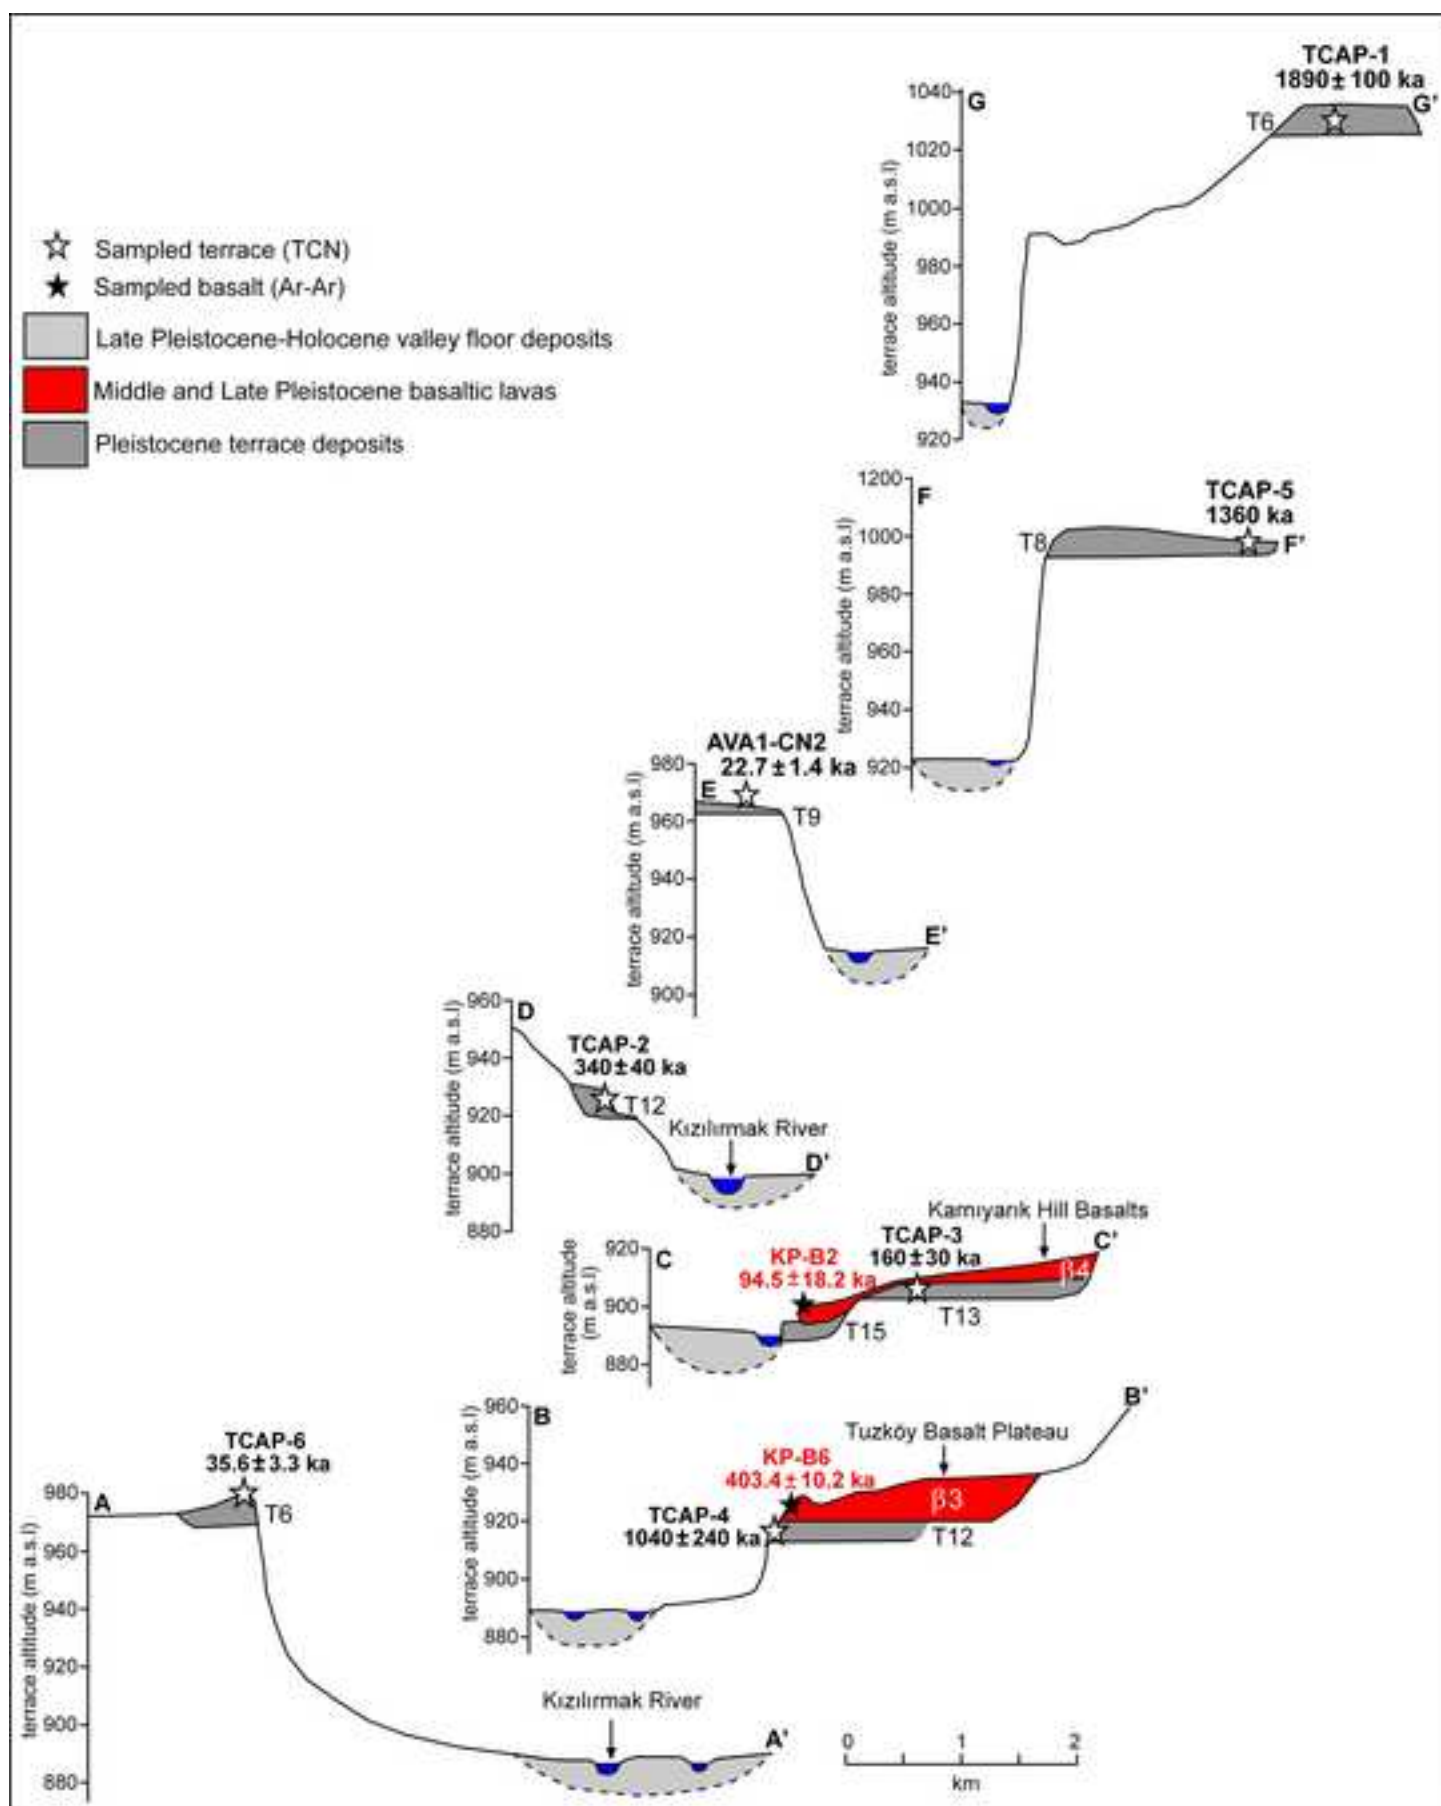 TCAP-1
1890±100 ka
1040
G
G'
T6
1020
1000
980
960
940
920
terrace altitude (m a.s.l)
Sampled terrace (TCN)
Sampled basalt (Ar-Ar)
Late Pleistocene-Holocene valley floor deposits
Middle and Late Pleistocene basaltic lavas
Pleistocene terrace deposits
1200
F
TCAP-5
1360 ka
1000
T8
F'
980
960
940
920
terrace altitude (m a.s.l)
AVA1-CN2
22.7±1.4 ka
980
E
960
T9
940
920
E'
900
terrace altitude (m a.s.l)
960
D
TCAP-2
340±40 ka
940
920
T12
Kızılırmak River
900
D'
880
terrace altitude (m a.s.l)
Kamıyarık Hill Basalts
920
C
KP-B2
94.5±18.2 ka
TCAP-3
160±30 ka
C'
β4
900
T13
T15
880
terrace altitude
(m a.s.l)
960
B
B'
Tuzköy Basalt Plateau
940
KP-B6
403.4±10.2 ka
β3
TCAP-4
1040±240 ka
920
T12
900
880
terrace altitude (m a.s.l)
TCAP-6
35.6±3.3 ka
980
A
T6
960
940
920
900
880
terrace altitude (m a.s.l)
Kızılırmak River
A'
0 1 2
km